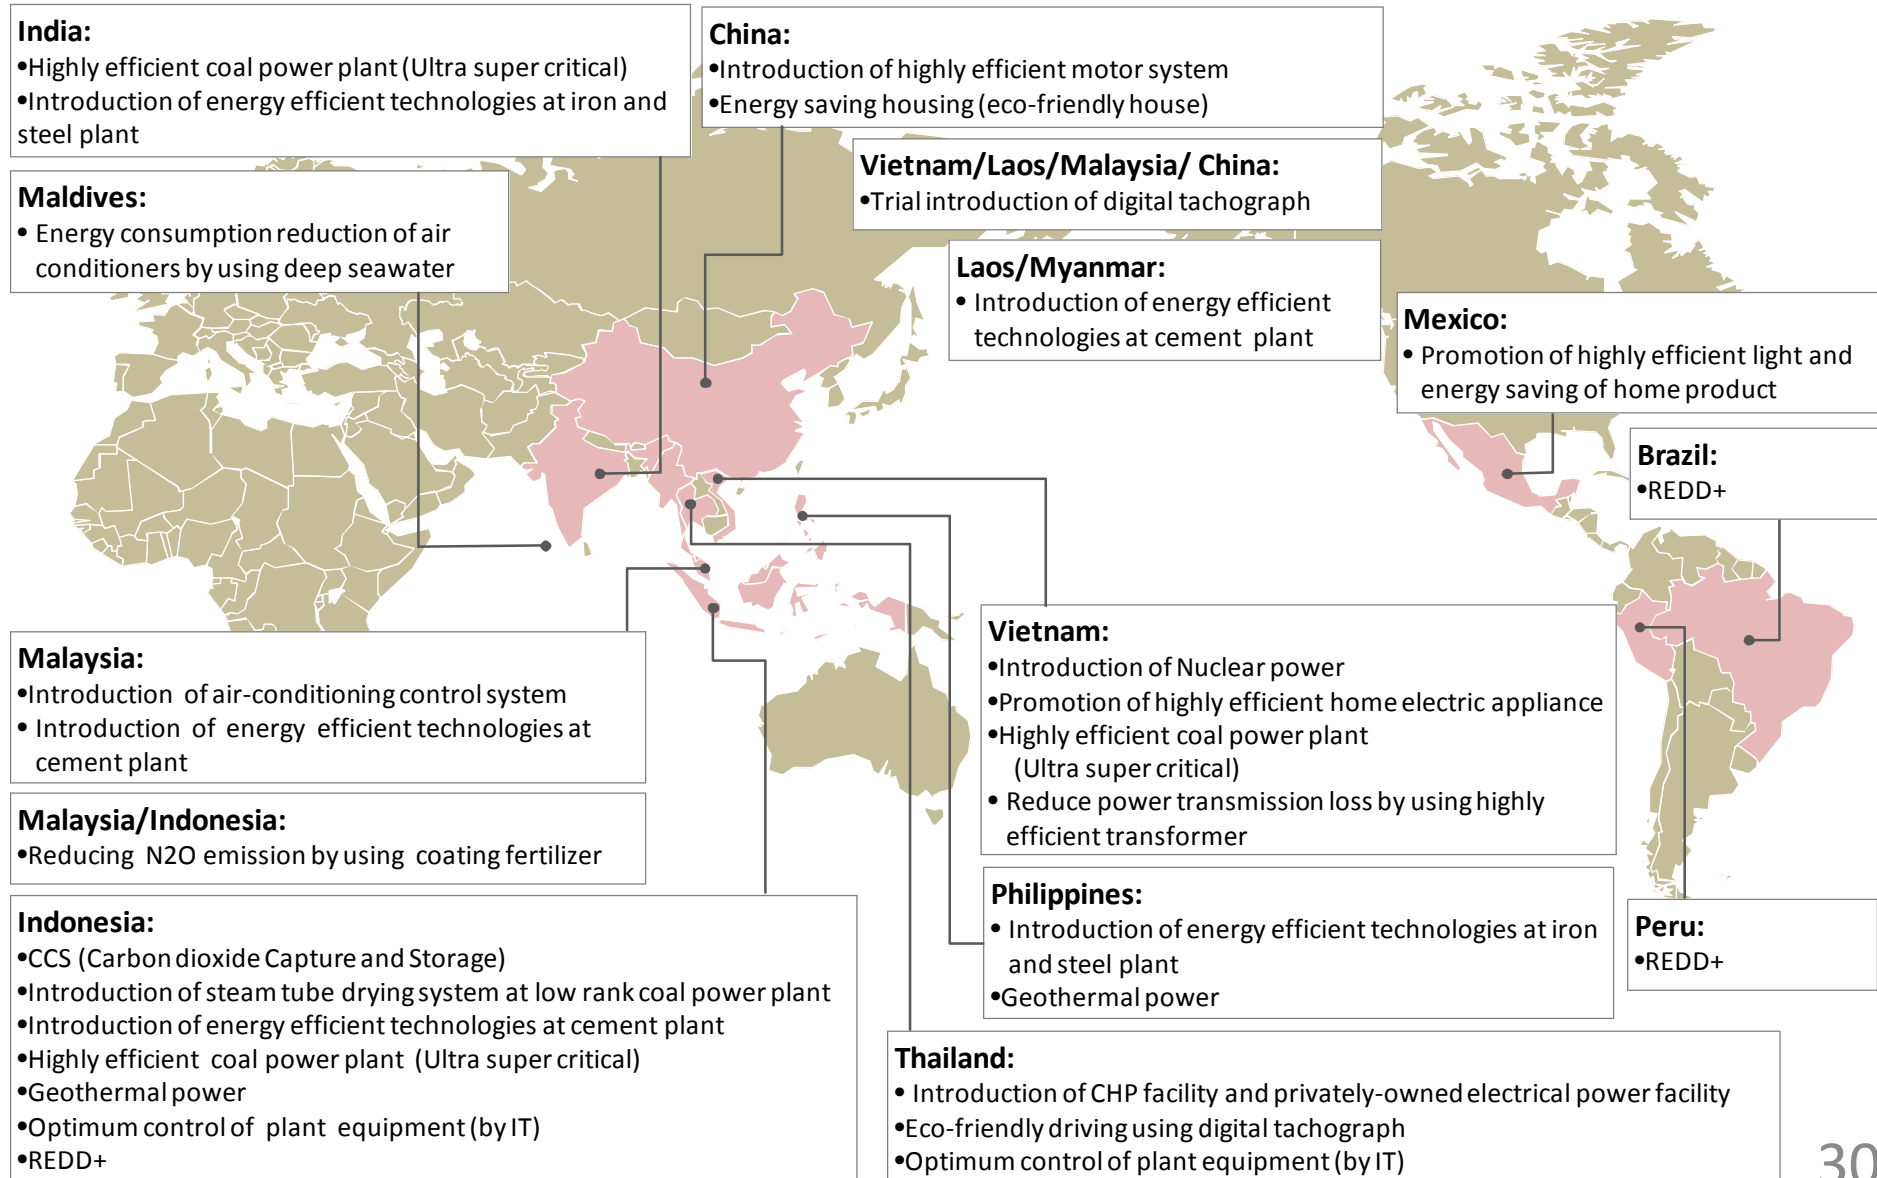 India:
•Highly efficient coal power plant (Ultra super critical)
•Introduction of energy efficient technologies at iron and
steel plant
China:
•Introduction of highly efficient motor system
•Energy saving housing (eco-friendly house)
Vietnam/Laos/Malaysia/ China:
•Trial introduction of digital tachograph
Maldives:
• Energy consumption reduction of air
conditioners by using deep seawater
Laos/Myanmar:
• Introduction of energy efficient
technologies at cement plant
Mexico:
• Promotion of highly efficient light and
energy saving of home product
Brazil:
•REDD+
Malaysia:
•Introduction of air-conditioning control system
• Introduction of energy efficient technologies at
cement plant
Vietnam:
•Introduction of Nuclear power
•Promotion of highly efficient home electric appliance
•Highly efficient coal power plant
(Ultra super critical)
• Reduce power transmission loss by using highly
efficient transformer
Malaysia/Indonesia:
•Reducing N2O emission by using coating fertilizer
Philippines:
• Introduction of energy efficient technologies at iron
and steel plant
•Geothermal power
Peru:
•REDD+
Indonesia:
•CCS (Carbon dioxide Capture and Storage)
•Introduction of steam tube drying system at low rank coal power plant
•Introduction of energy efficient technologies at cement plant
•Highly efficient coal power plant (Ultra super critical)
•Geothermal power
•Optimum control of plant equipment (by IT)
•REDD+
Thailand:
• Introduction of CHP facility and privately-owned electrical power facility
•Eco-friendly driving using digital tachograph
•Optimum control of plant equipment (by IT)
30